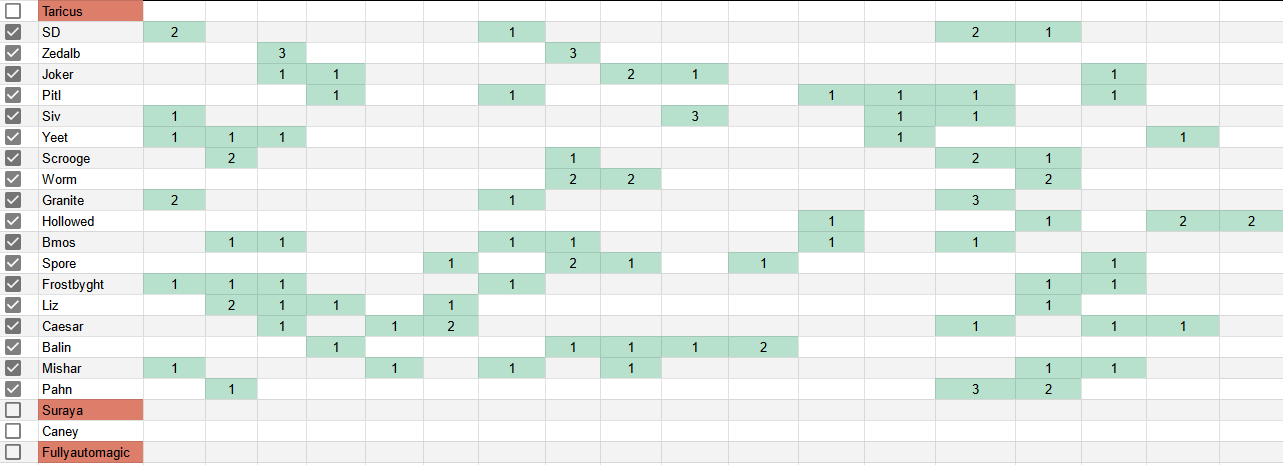 Taricus
SD 2 1 2 1
Zedalb 3 3
Joker 1 1 2 1 1
Pitl 1 1 1 1 1 1
Siv 1 3 1 1
Yeet 1 1 1 1 1
Scrooge 2 1 2 1
Worm 2 2 2
Granite 2 1 3
Hollowed 1 1 2 2
Bmos 1 1 1 1 1 1
Spore 1 2 1 1 1
Frostbyght 1 1 1 1 1 1
Liz 2 1 1 1 1
Caesar 1 1 2 1 1 1
Balin 1 1 1 1 2
Mishar 1 1 1 1 1 1
Pahn 1 3 2
Suraya
Caney
Fullyautomagic